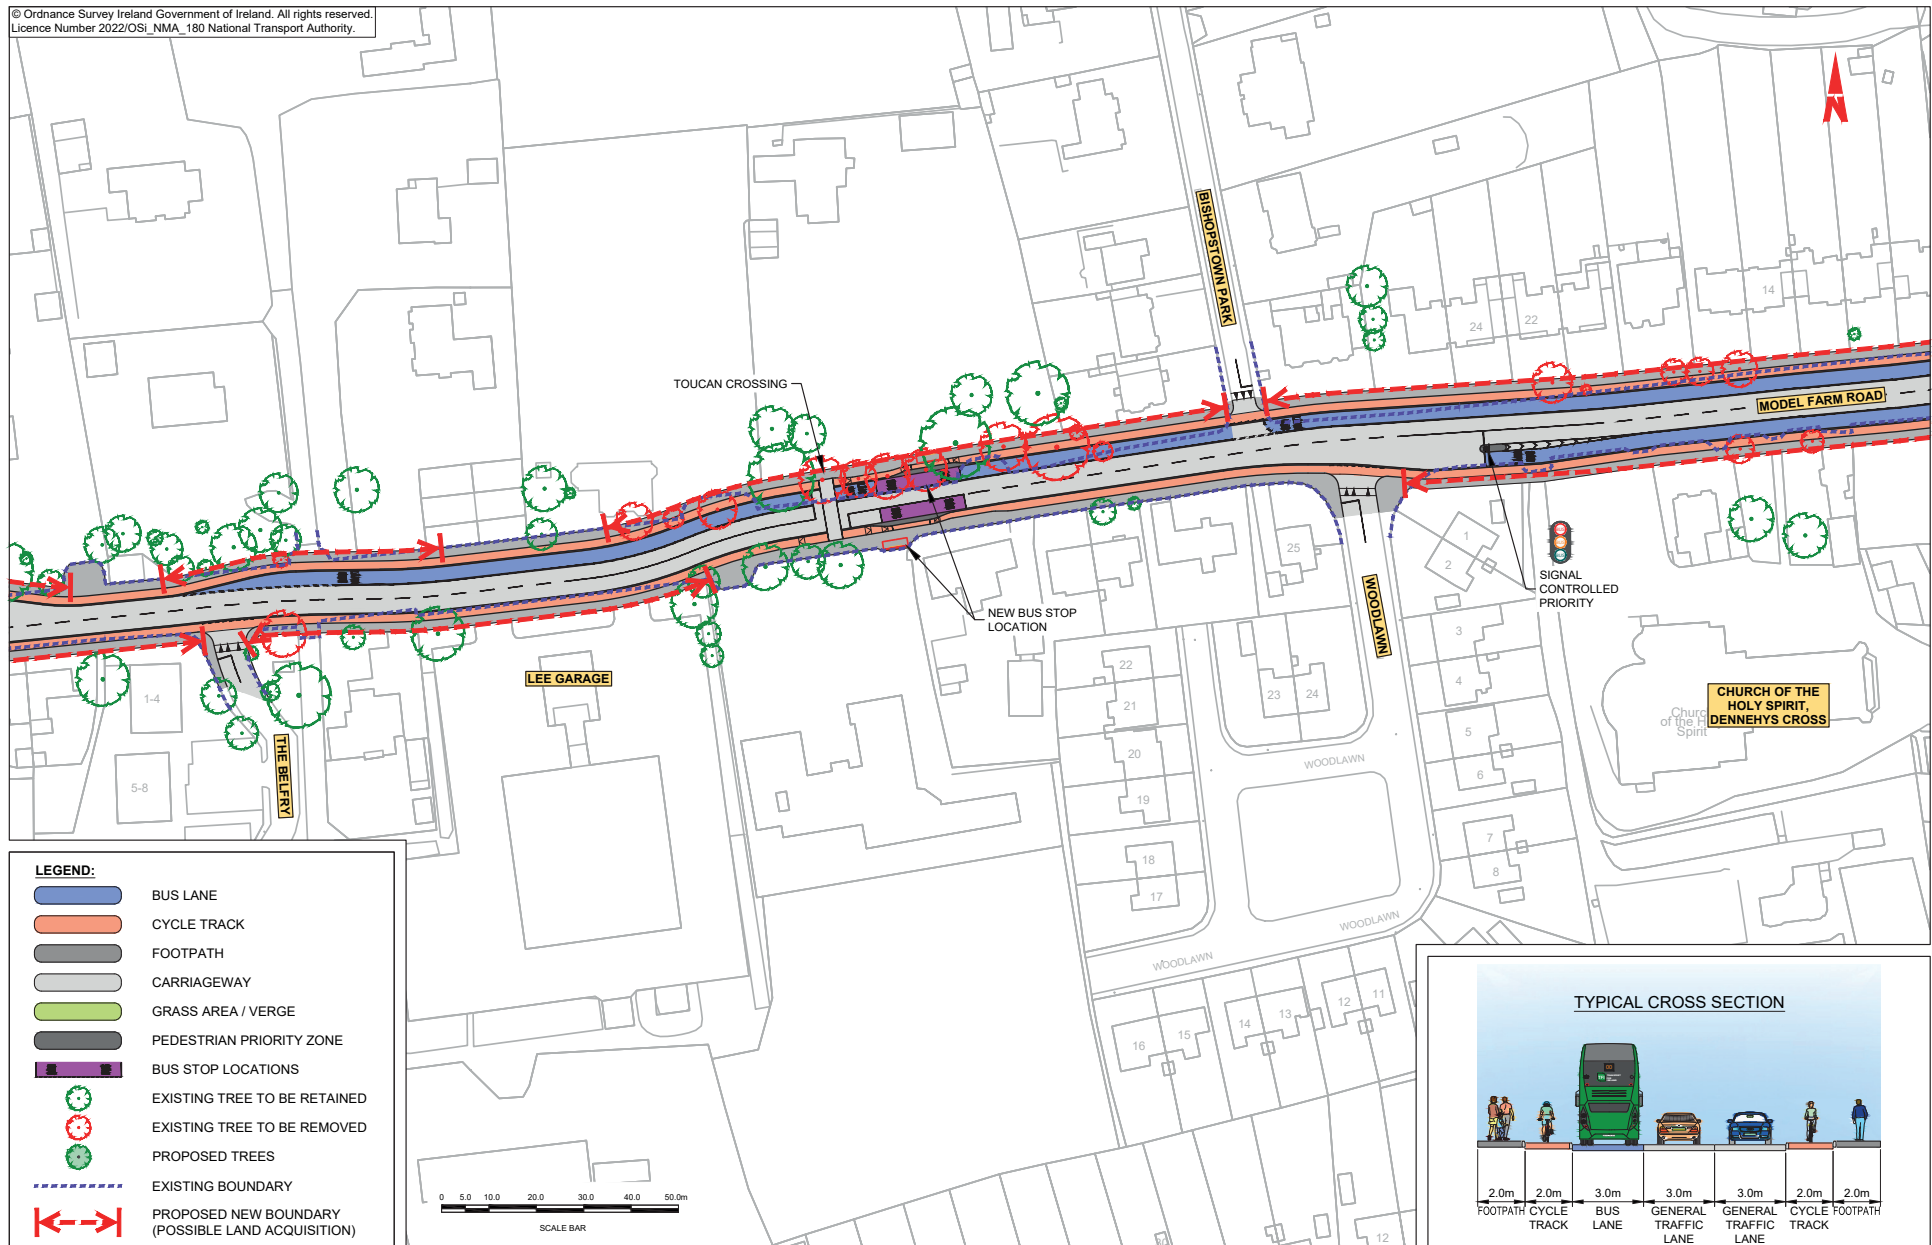 © Ordnance Survey Ireland Government of Ireland. All rights reserved.
Licence Number 2022/OSi_NMA_180 National Transport Authority.
BISHOPSTOWN PARK
14
24
22
MODEL FARM ROAD
TOUCAN CROSSING
NEW BUS STOP
LOCATION
25
1
2
SIGNAL
CONTROLLED
PRIORITY
WOODLAWN
3
4
5
6
7
8
22
21
20
19
18
17
23
24
WOODLAWN
WOODLAWN
WOODLAWN
16
15
14
13
12
11
12
LEE GARAGE
1-4
5-8
THE BELFRY
Church
of the H
Spirit
CHURCH OF THE
HOLY SPIRIT,
DENNEHYS CROSS
N
LEGEND:
BUS LANE
CYCLE TRACK
FOOTPATH
CARRIAGEWAY
GRASS AREA / VERGE
PEDESTRIAN PRIORITY ZONE
BUS STOP LOCATIONS
EXISTING TREE TO BE RETAINED
EXISTING TREE TO BE REMOVED
PROPOSED TREES
EXISTING BOUNDARY
PROPOSED NEW BOUNDARY
(POSSIBLE LAND ACQUISITION)
0 5.0 10.0 20.0 30.0 40.0 50.0m
SCALE BAR
TYPICAL CROSS SECTION
2.0m 2.0m 3.0m 3.0m 3.0m 2.0m 2.0m
FOOTPATH CYCLE TRACK BUS LANE GENERAL TRAFFIC LANE GENERAL TRAFFIC LANE CYCLE TRACK FOOTPATH